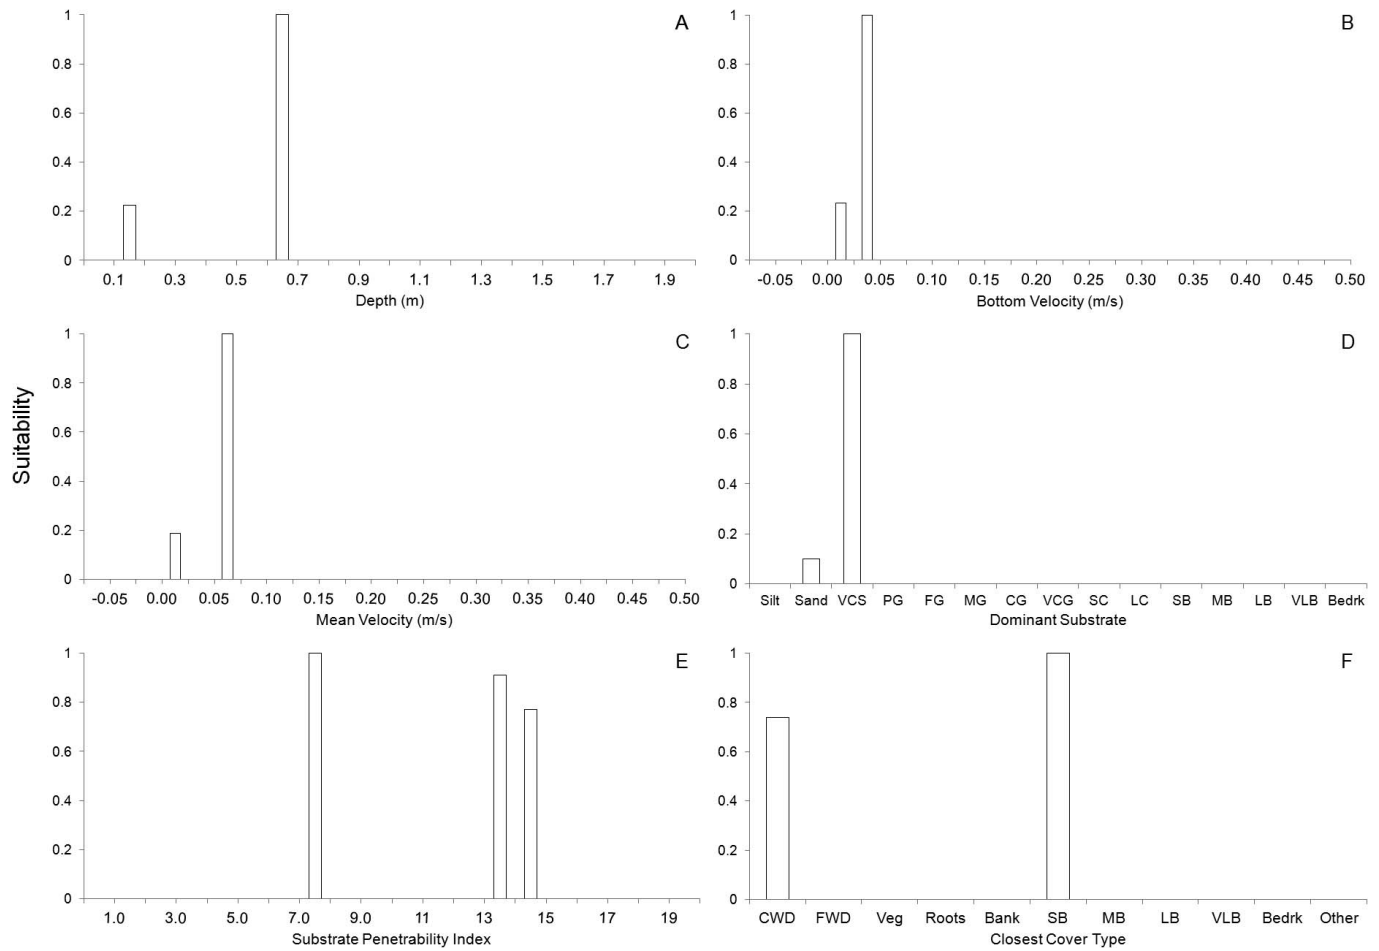 A
1
0.8
0.6
0.4
0.2
0
0.1 0.3 0.5 0.7 0.9 1.1 1.3 1.5 1.7 1.9
Depth (m)
B
1
0.8
0.6
0.4
0.2
0
-0.05 0.00 0.05 0.10 0.15 0.20 0.25 0.30 0.35 0.40 0.45 0.50
Bottom Velocity (m/s)
Suitability
C
1
0.8
0.6
0.4
0.2
0
-0.05 0.00 0.05 0.10 0.15 0.20 0.25 0.30 0.35 0.40 0.45 0.50
Mean Velocity (m/s)
D
1
0.8
0.6
0.4
0.2
0
Silt Sand VCS PG FG MG CG VCG SC LC SB MB LB VLB Bedrk
Dominant Substrate
E
1
0.8
0.6
0.4
0.2
0
1.0 3.0 5.0 7.0 9.0 11 13 15 17 19
Substrate Penetrability Index
F
1
0.8
0.6
0.4
0.2
0
CWD FWD Veg Roots Bank SB MB LB VLB Bedrk Other
Closest Cover Type